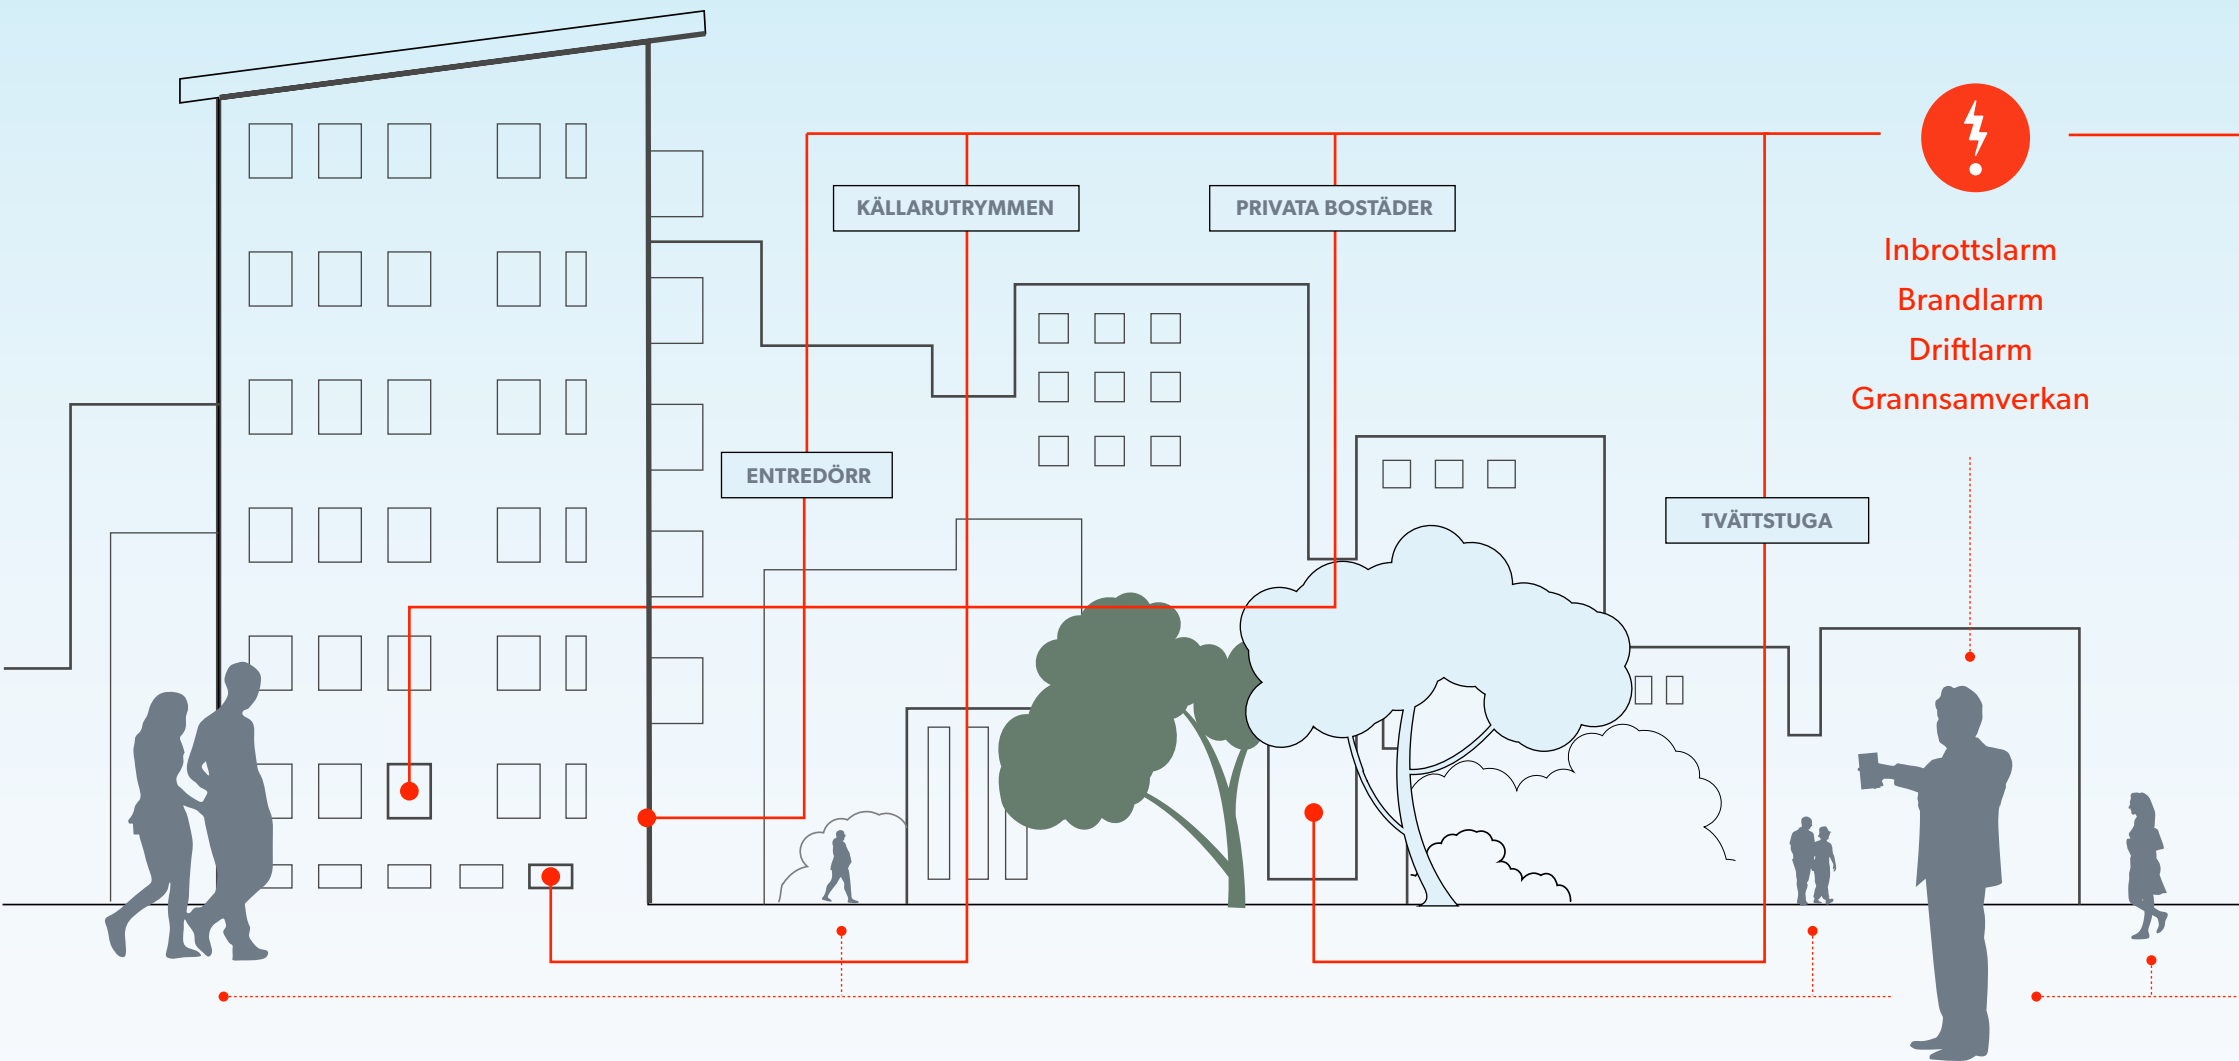 KÄLLARUTRYMMEN
PRIVATA BOSTÄDER
Inbrottslarm
Brandlarm
Driftlarm
Grannsamverkan
ENTREDÖRR
TVÄTTSTUGA